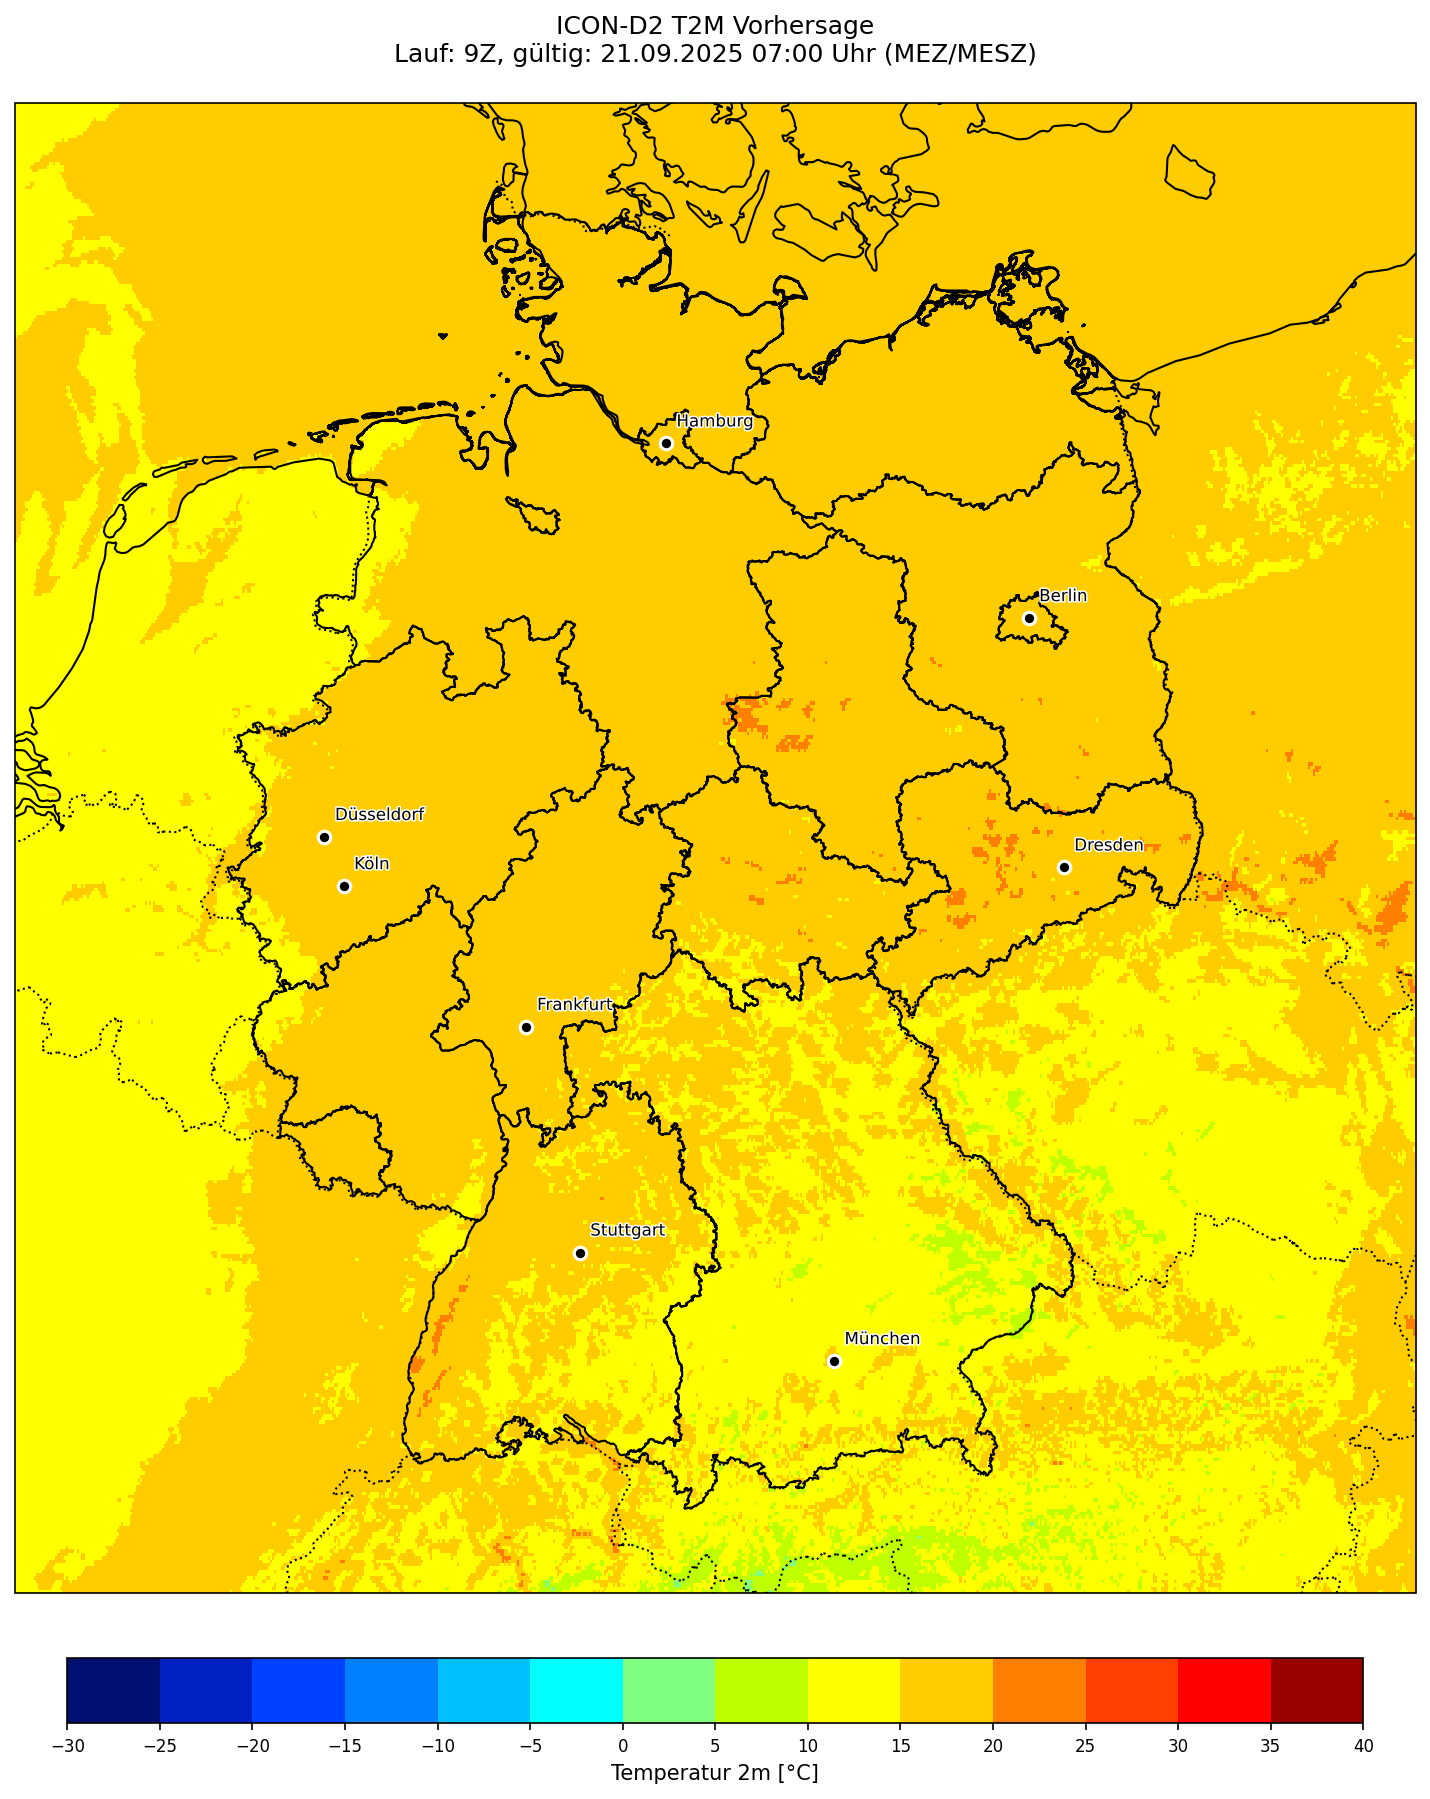 ICON-D2 T2M Vorhersage
Lauf: 9Z, gültig: 21.09.2025 07:00 Uhr (MEZ/MESZ)
Hamburg
Berlin
Düsseldorf
Dresden
Köln
Frankfurt
Stuttgart
München
−30 −25 −20 −15 −10 −5 0 5 10 15 20 25 30 35 40
Temperatur 2m [°C]